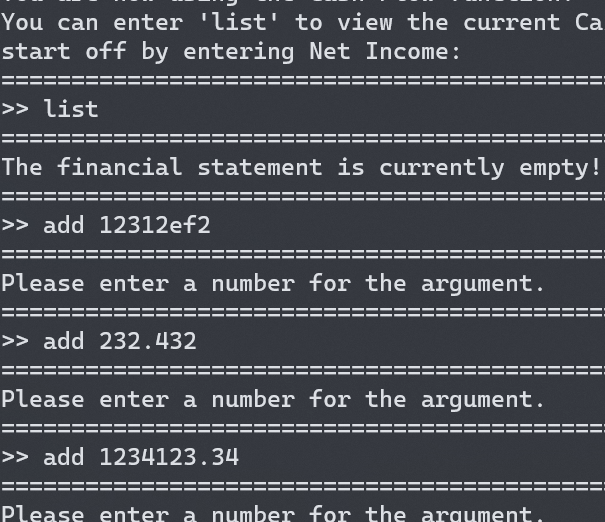 You can enter 'list' to view the current Ca
start off by entering Net Income:
===========================================
>> list
===========================================
The financial statement is currently empty!
===========================================
>> add 12312ef2
===========================================
Please enter a number for the argument.
===========================================
>> add 232.432
===========================================
Please enter a number for the argument.
===========================================
>> add 1234123.34
===========================================
Please enter a number for the argument.